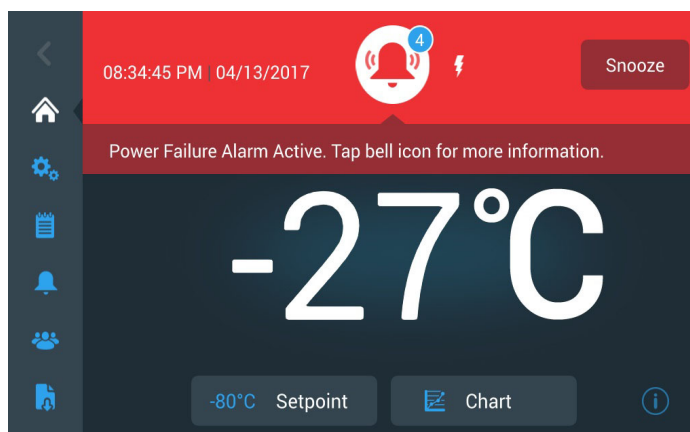 4
08:34:45 PM | 04/13/2017
Snooze
Power Failure Alarm Active. Tap bell icon for more information.
-27°C
-80°C Setpoint
Chart
i